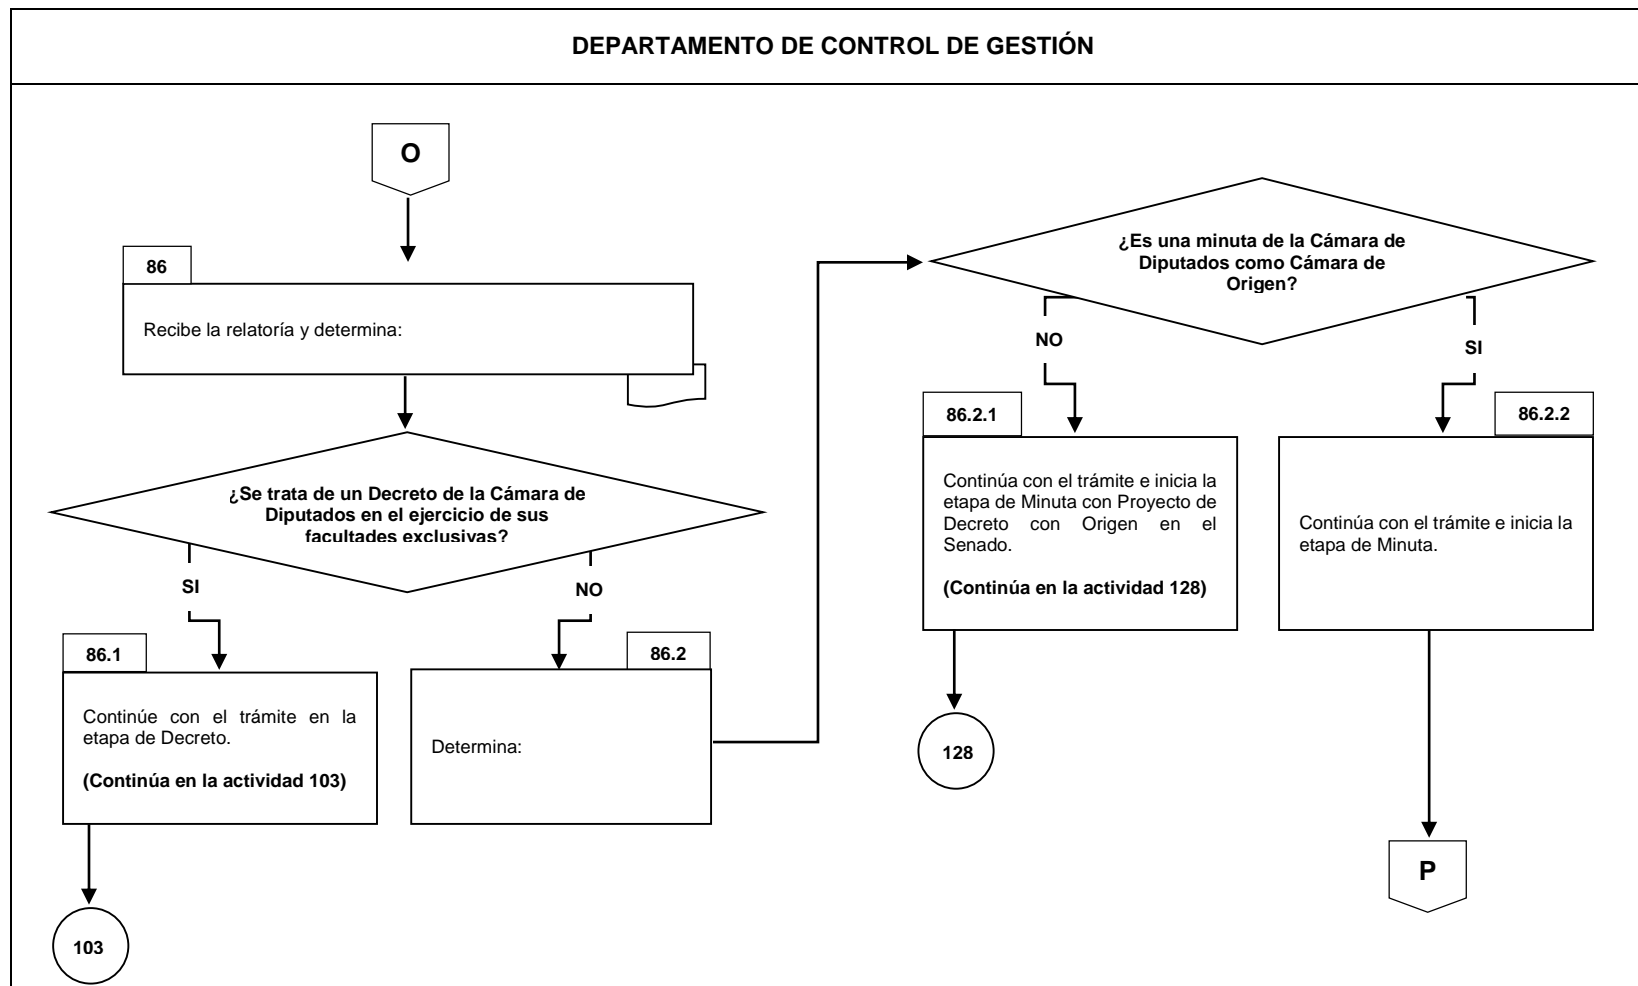 DEPARTAMENTO DE CONTROL DE GESTIÓN
O
86
Recibe la relatoría y determina:
¿Se trata de un Decreto de la Cámara de
Diputados en el ejercicio de sus
facultades exclusivas?
SI
NO
86.1
Continúe con el trámite en la
etapa de Decreto.
(Continúa en la actividad 103)
103
86.2
Determina:
¿Es una minuta de la Cámara de
Diputados como Cámara de
Origen?
NO
SI
86.2.1
Continúa con el trámite e inicia la
etapa de Minuta con Proyecto de
Decreto con Origen en el
Senado.
(Continúa en la actividad 128)
128
86.2.2
Continúa con el trámite e inicia la
etapa de Minuta.
P